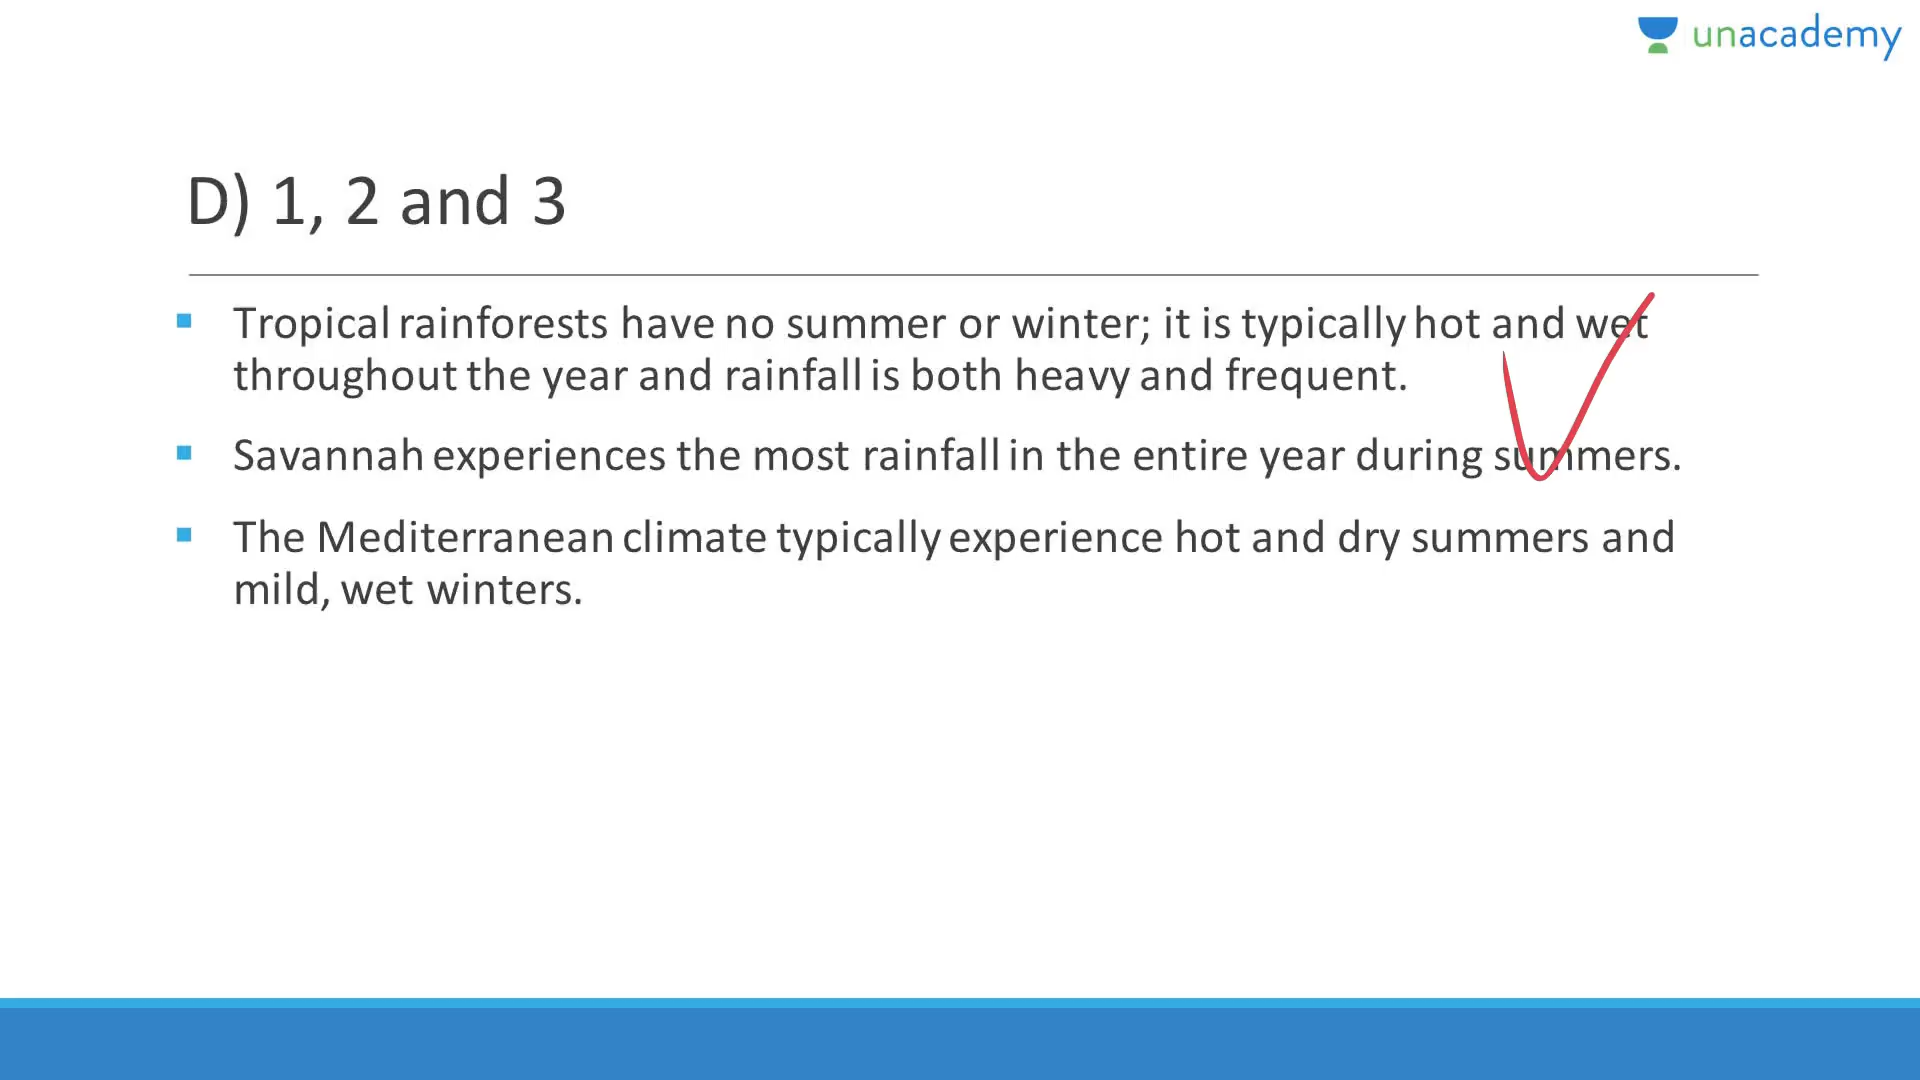 unacademy
D) 1, 2 and 3
Tropical rainforests have no summer or winter; it is typically hot and wet
throughout the year and rainfall is both heavy and frequent.
Savannah experiences the most rainfall in the entire year during summers.
The Mediterranean climate typically experience hot and dry summers and
mild, wet winters.